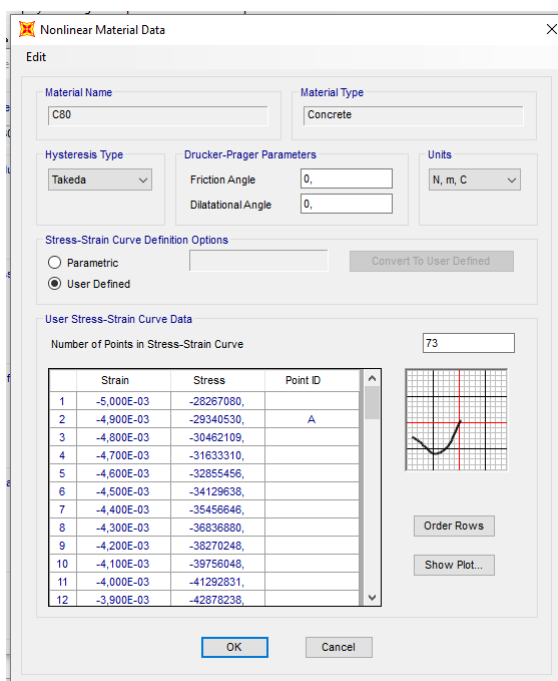 Nonlinear Material Data
Edit
Material Name
C80
Material Type
Concrete
Hysteresis Type
Takeda
Drucker-Prager Parameters
Friction Angle 0,
Dilatational Angle 0,
Units
N, m, C
Stress-Strain Curve Definition Options
Parametric
Convert To User Defined
User Defined
User Stress-Strain Curve Data
Number of Points in Stress-Strain Curve 73
Strain Stress Point ID
1 -5,000E-03 -28267080,
2 -4,900E-03 -29340530, A
3 -4,800E-03 -30462109,
4 -4,700E-03 -31633310,
5 -4,600E-03 -32855456,
6 -4,500E-03 -34129638,
7 -4,400E-03 -35456646,
8 -4,300E-03 -36836880,
9 -4,200E-03 -38270248,
10 -4,100E-03 -39756048,
11 -4,000E-03 -41292831,
12 -3,900E-03 -42878238,
Order Rows
Show Plot...
OK Cancel